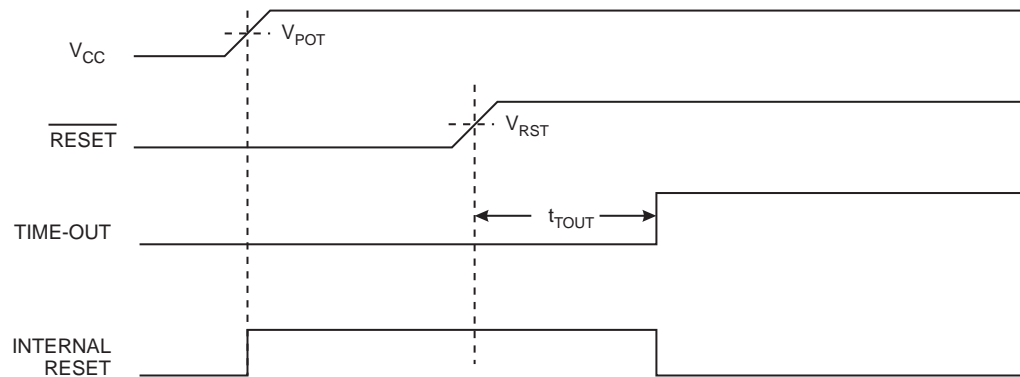 V_CC
V_POT
RESET
V_RST
TIME-OUT
t_TOUT
INTERNAL
RESET